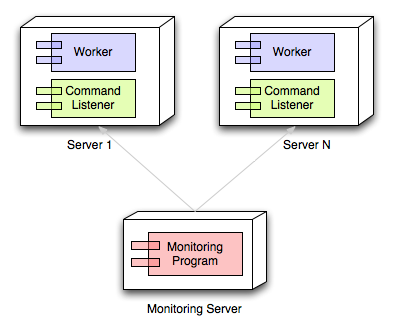 Worker
Command
Listener
Server 1
Worker
Command
Listener
Server N
Monitoring
Program
Monitoring Server